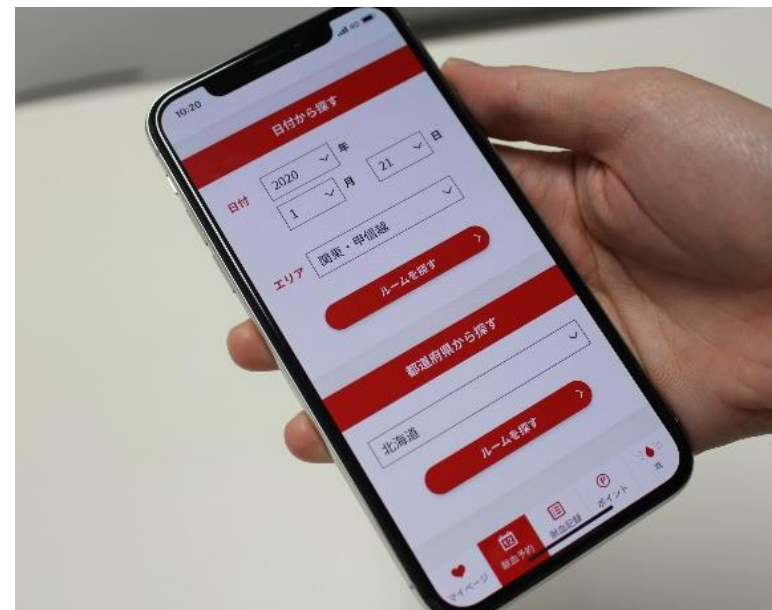 10:20
4G
日付から探す
日付 2020 年
1 月 21 日
エリア 関東・甲信越
ルームを探す
都道府県から探す
北海道
ルームを探す
マイページ 献血予約 献血記録 ポイント
12
P